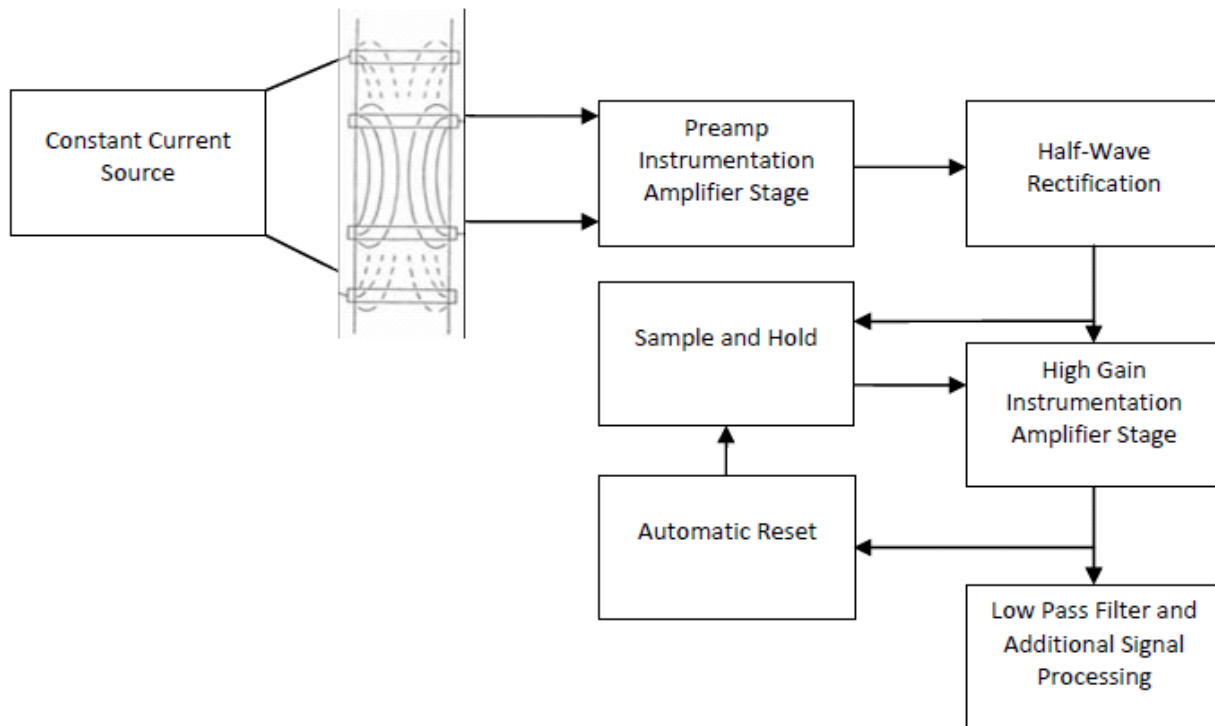 Constant Current
Source
Preamp
Instrumentation
Amplifier Stage
Half-Wave
Rectification
Sample and Hold
High Gain
Instrumentation
Amplifier Stage
Automatic Reset
Low Pass Filter and
Additional Signal
Processing